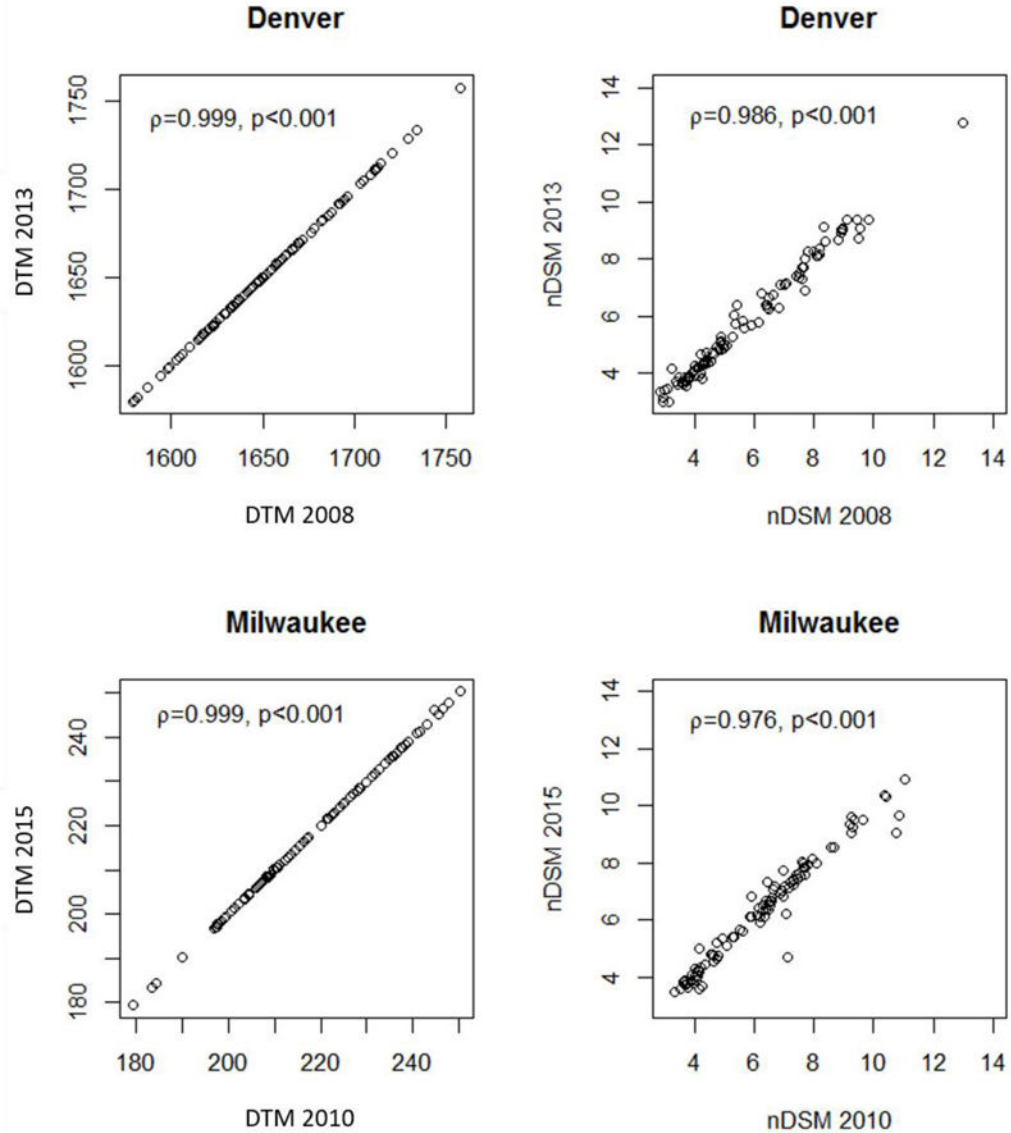 Denver
ρ=0.999, p<0.001
DTM 2013
1750
1700
1650
1600
1600 1650 1700 1750
DTM 2008
Denver
ρ=0.986, p<0.001
nDSM 2013
14
12
10
8
6
4
4 6 8 10 12 14
nDSM 2008
Milwaukee
ρ=0.999, p<0.001
DTM 2015
240
220
200
180
180 200 220 240
DTM 2010
Milwaukee
ρ=0.976, p<0.001
nDSM 2015
14
12
10
8
6
4
4 6 8 10 12 14
nDSM 2010